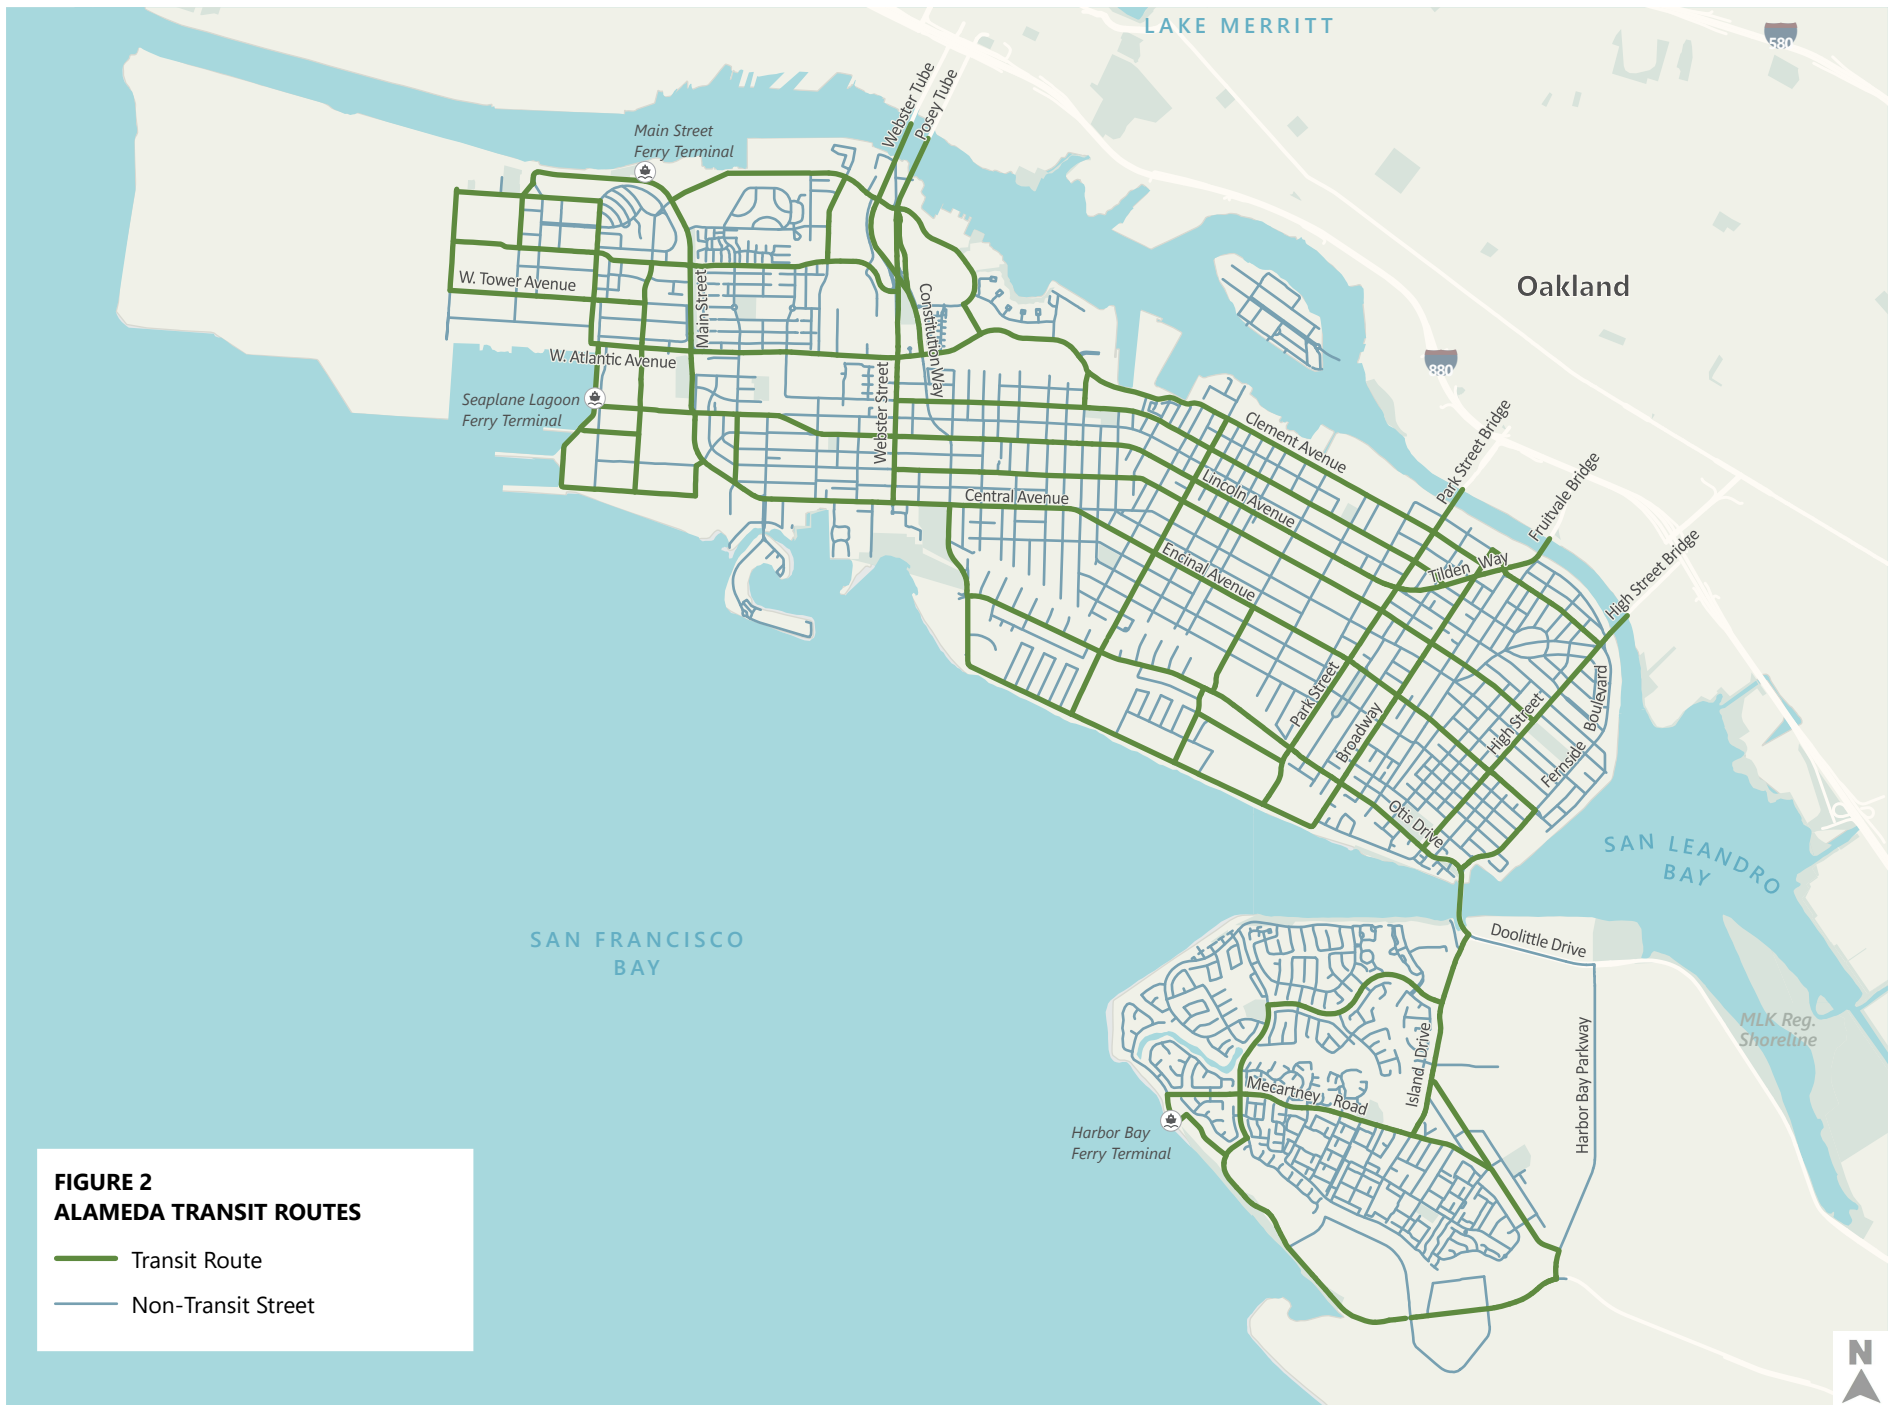 LAKE MERRITT
580
Webster Tube
Posey Tube
Main Street
Ferry Terminal
Oakland
W. Tower Avenue
Main Street
Constitution Way
W. Atlantic Avenue
880
Seaplane Lagoon
Ferry Terminal
Webster Street
Clement Avenue
Park Street Bridge
Fruitvale Bridge
Lincoln Avenue
Central Avenue
High Street Bridge
Encinal Avenue
Tilden Way
Park Street
Broadway
High Street
Fernside Boulevard
Otis Drive
SAN LEANDRO
BAY
SAN FRANCISCO
BAY
Doolittle Drive
MLK Reg.
Shoreline
Harbor Bay Parkway
Island Drive
Mecartney Road
Harbor Bay
Ferry Terminal
FIGURE 2
ALAMEDA TRANSIT ROUTES
Transit Route
Non-Transit Street
N